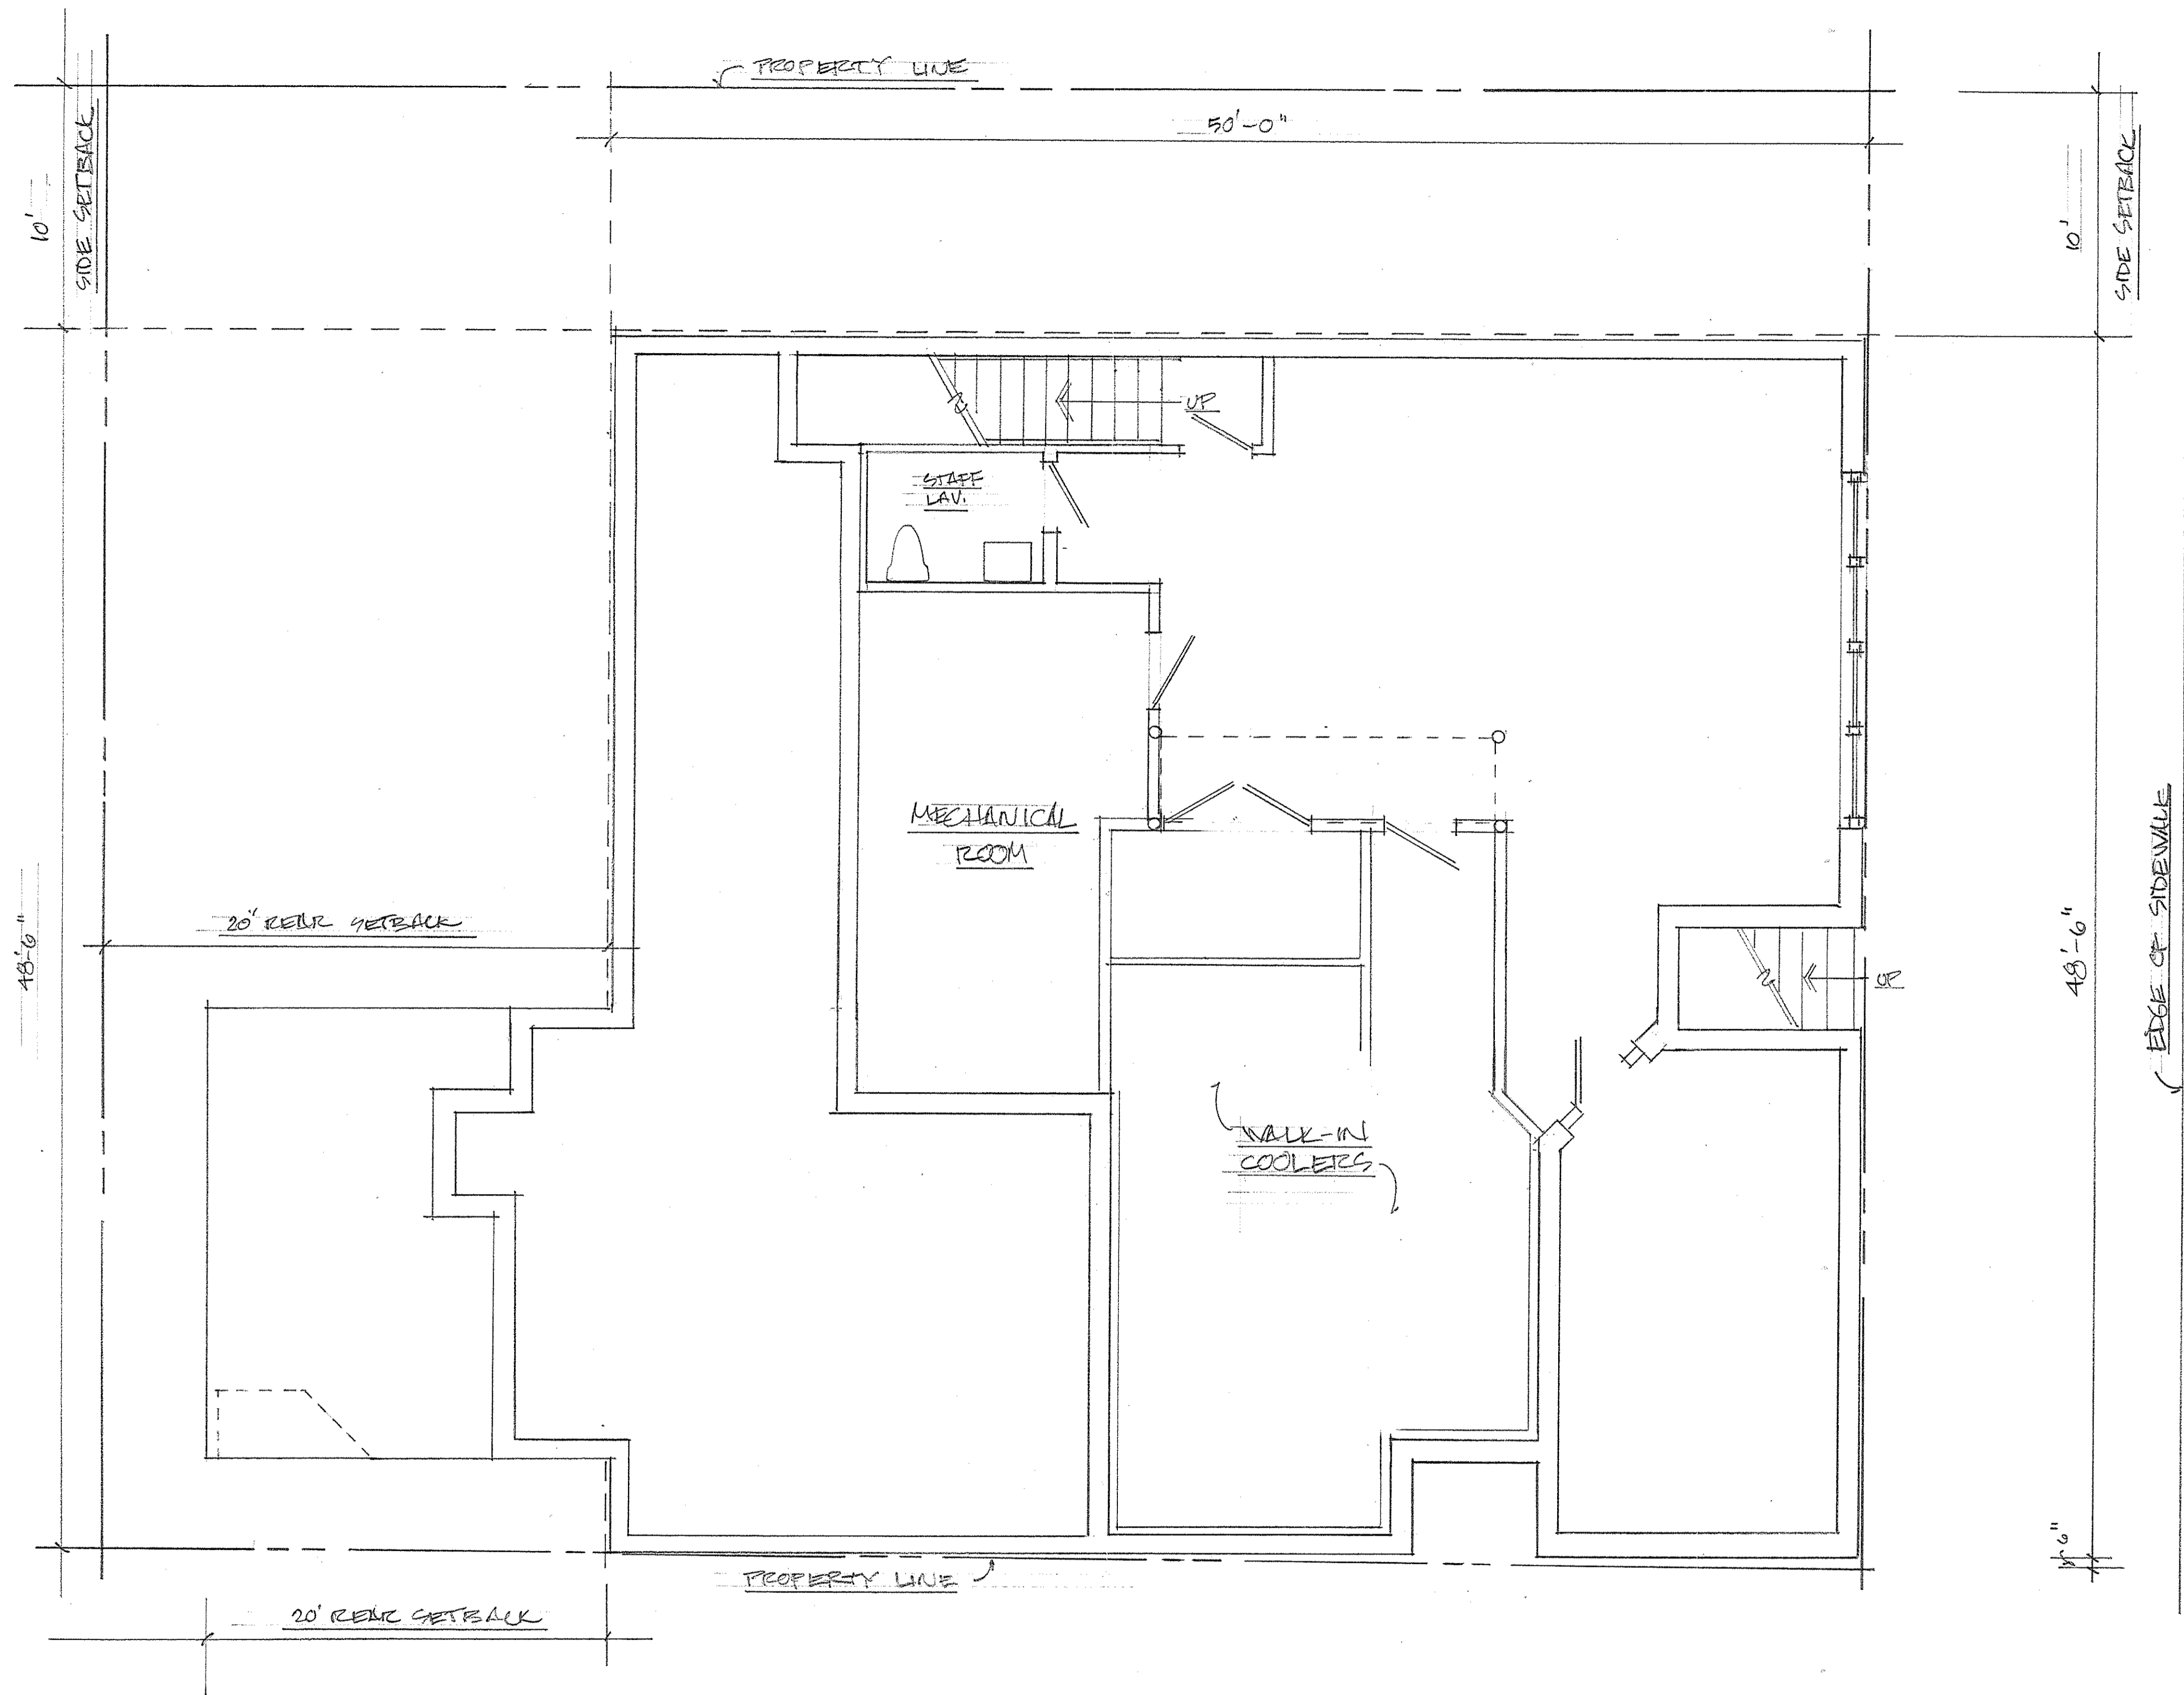 PROPERTY LINE
50'-0"
SIDE SETBACK
10'
10'
SIDE SETBACK
UP
STAFF
LAV.
MECHANICAL
ROOM
20" REAR SETBACK
48'-6"
48'-6"
EDGE OF SIDEWALK
UP
WALK-IN
COOLERS
6"
PROPERTY LINE
20' REAR SETBACK